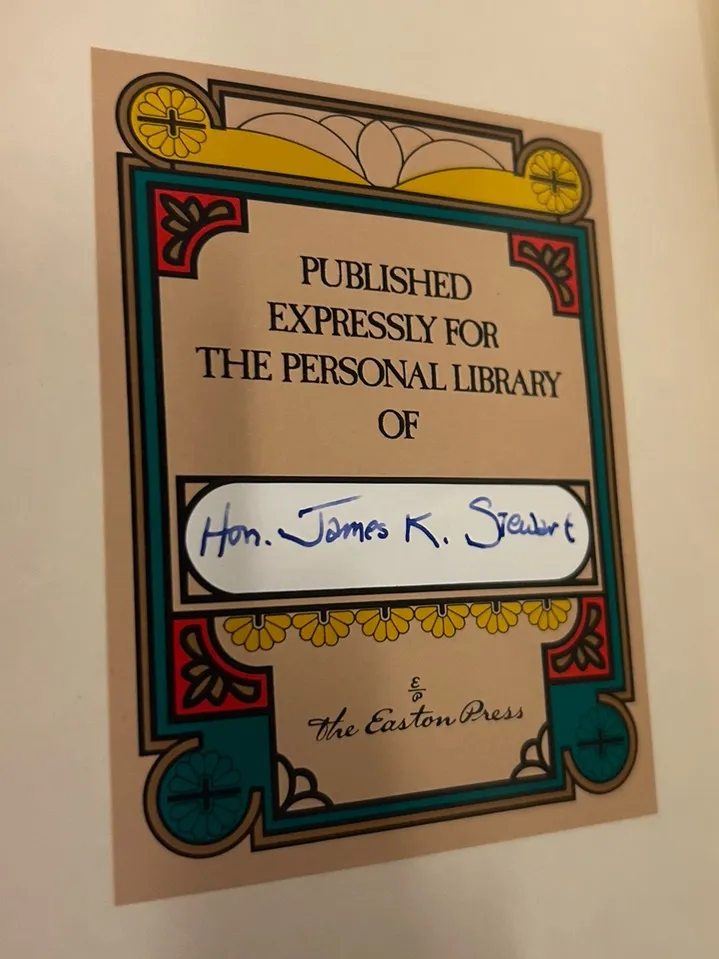 PUBLISHED
EXPRESSLY FOR
THE PERSONAL LIBRARY
OF
Hon. James K. Stewart
E
P
the Easton Press